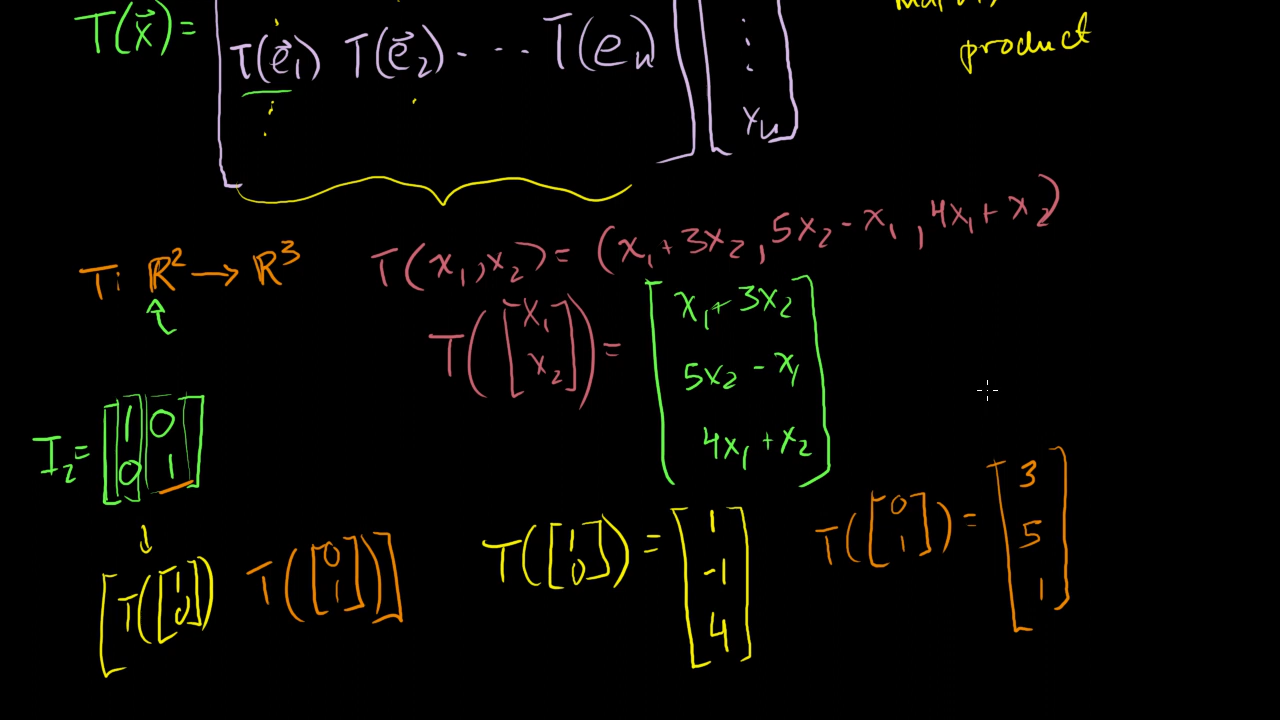 T(x⃗) = [T(e⃗₁) T(e⃗₂) · ··· T(eₙ)] [⋮ xₙ]
product
T: ℝ² → ℝ³ T(x₁, x₂) = (x₁ + 3x₂, 5x₂ - x₁, 4x₁ + x₂)
T([x₁ x₂]) = [x₁ + 3x₂
5x₂ - x₁
4x₁ + x₂]
I₂ = [1 0
0 1]
[T([1 0]) T([0 1])]
T([1 0]) = [1 -1 4]
T([0 1]) = [3 5 1]